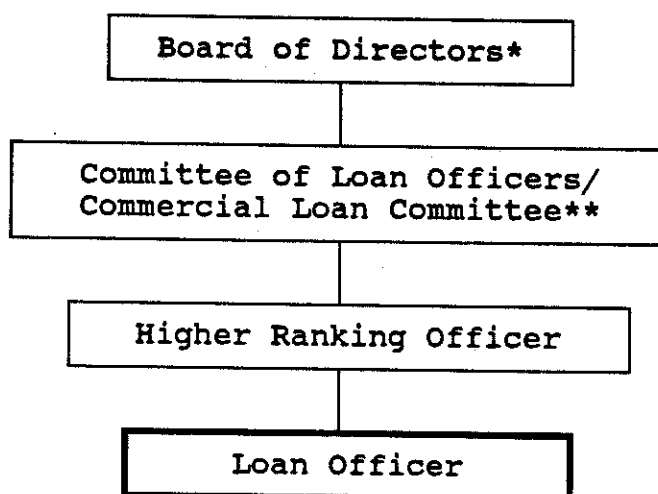 Board of Directors*
Committee of Loan Officers/
Commercial Loan Committee**
Higher Ranking Officer
Loan Officer